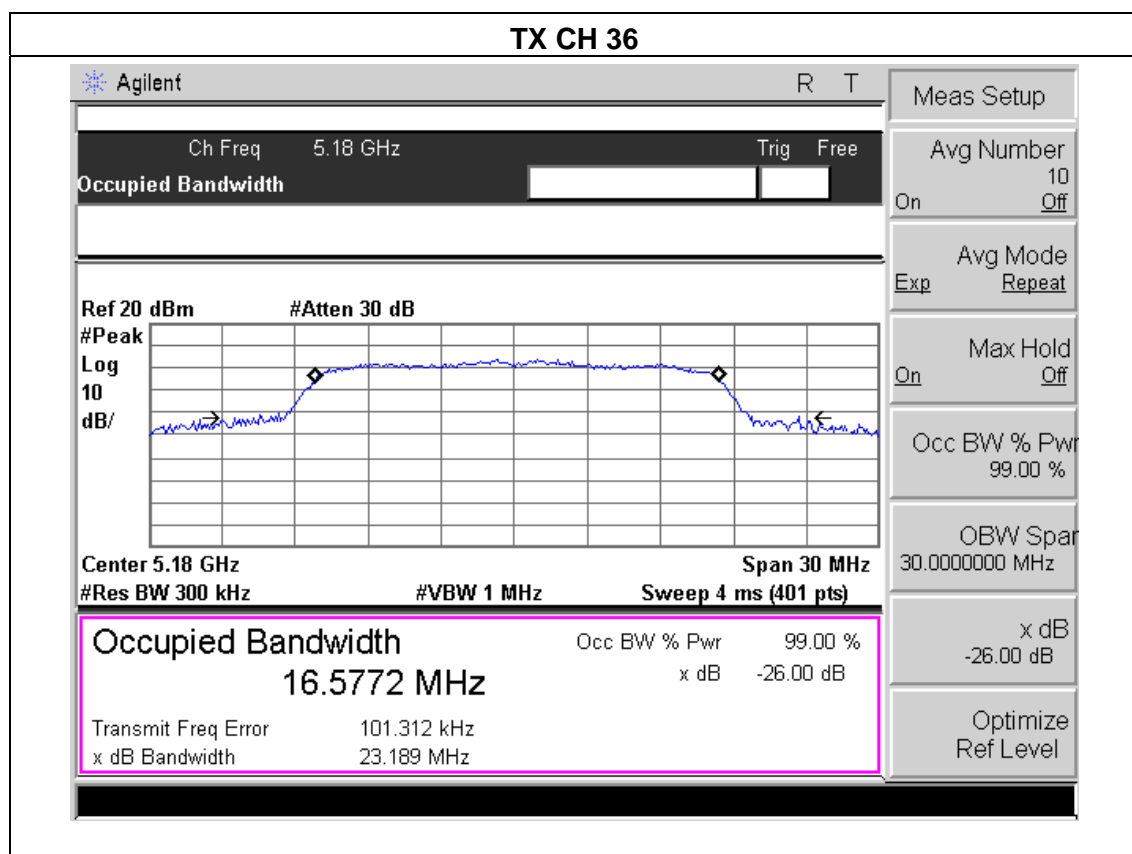 TX CH 36
Agilent R T
Ch Freq 5.18 GHz Trig Free
Occupied Bandwidth
Ref 20 dBm #Atten 30 dB
#Peak
Log
10
dB/
Center 5.18 GHz Span 30 MHz
#Res BW 300 kHz #VBW 1 MHz Sweep 4 ms (401 pts)
Occupied Bandwidth
16.5772 MHz
Occ BW % Pwr 99.00 %
x dB -26.00 dB
Transmit Freq Error 101.312 kHz
x dB Bandwidth 23.189 MHz
Meas Setup
Avg Number
10
On Off
Avg Mode
Exp Repeat
Max Hold
On Off
Occ BW % Pwr
99.00 %
OBW Span
30.0000000 MHz
x dB
-26.00 dB
Optimize
Ref Level